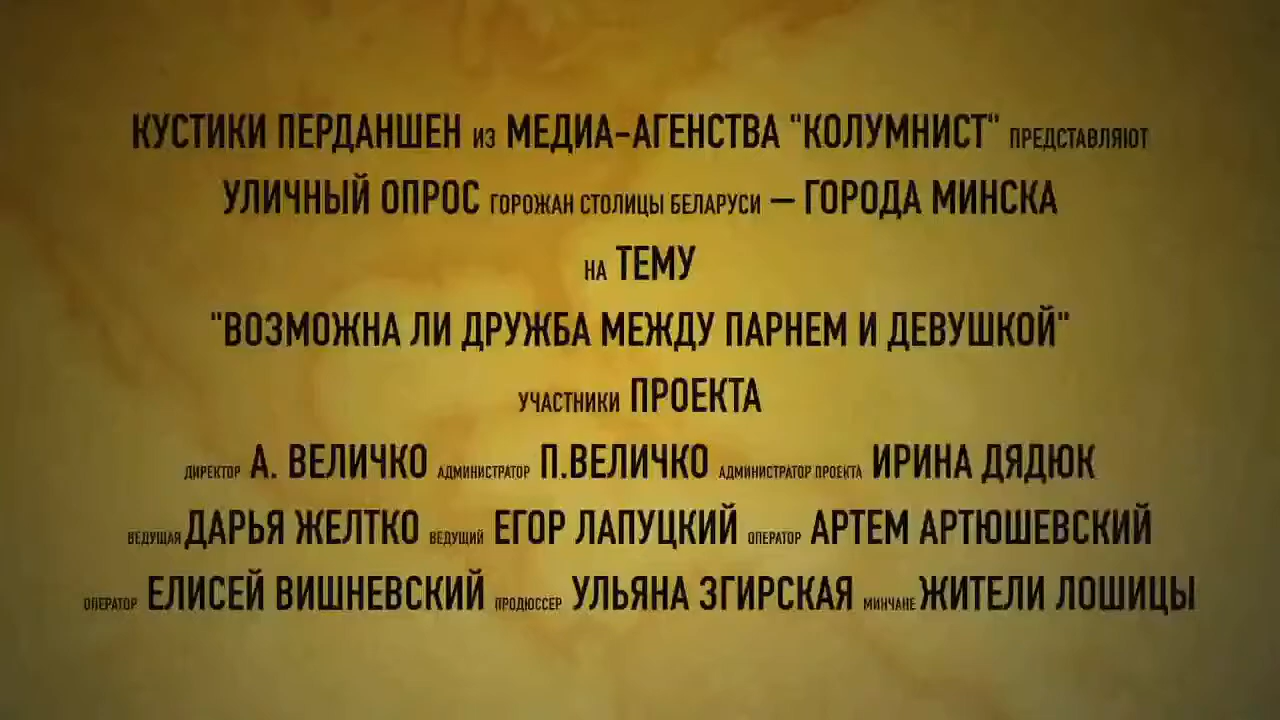 КУСТИКИ ПЕРДАНШЕН ИЗ МЕДИА-АГЕНСТВА "КОЛУМНИСТ" ПРЕДСТАВЛЯЮТ
УЛИЧНЫЙ ОПРОС ГОРОЖАН СТОЛИЦЫ БЕЛАРУСИ – ГОРОДА МИНСКА
НА ТЕМУ
"ВОЗМОЖНА ЛИ ДРУЖБА МЕЖДУ ПАРНЕМ И ДЕВУШКОЙ"
УЧАСТНИКИ ПРОЕКТА
ДИРЕКТОР А. ВЕЛИЧКО АДМИНИСТРАТОР П.ВЕЛИЧКО АДМИНИСТРАТОР ПРОЕКТА ИРИНА ДЯДЮК
ВЕДУЩАЯ ДАРЬЯ ЖЕЛТКО ВЕДУЩИЙ ЕГОР ЛАПУЦКИЙ ОПЕРАТОР АРТЕМ АРТЮШЕВСКИЙ
ОПЕРАТОР ЕЛИСЕЙ ВИШНЕВСКИЙ ПРОДЮССЕР УЛЬЯНА ЗГИРСКАЯ МИНЧАНЕ ЖИТЕЛИ ЛОШИЦЫ